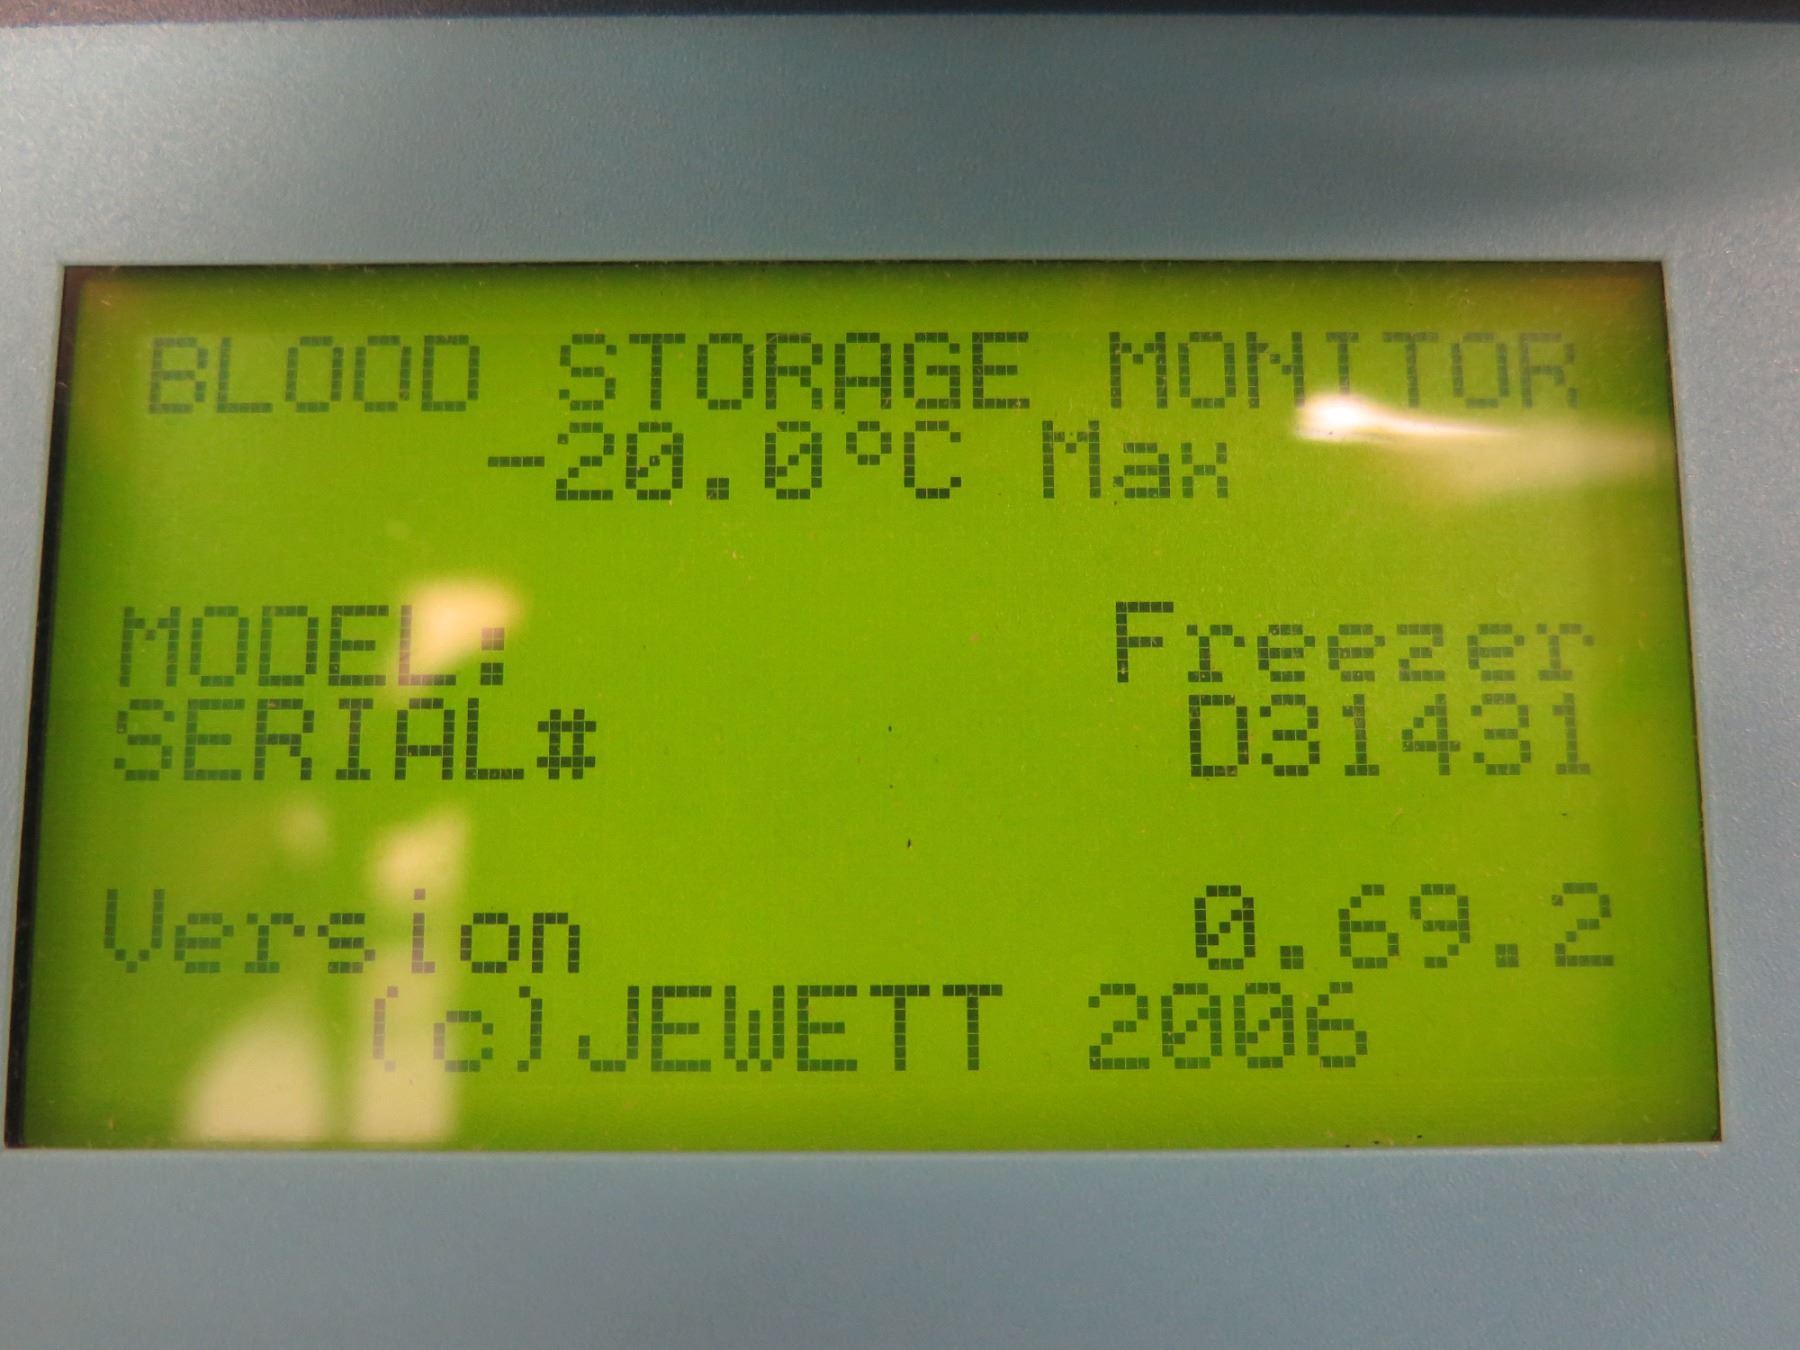 BLOOD STORAGE MONITOR
-20.0°C Max
MODEL: Freezer
SERIAL# D31431
Version 0.69.2
(c)JEWETT 2006